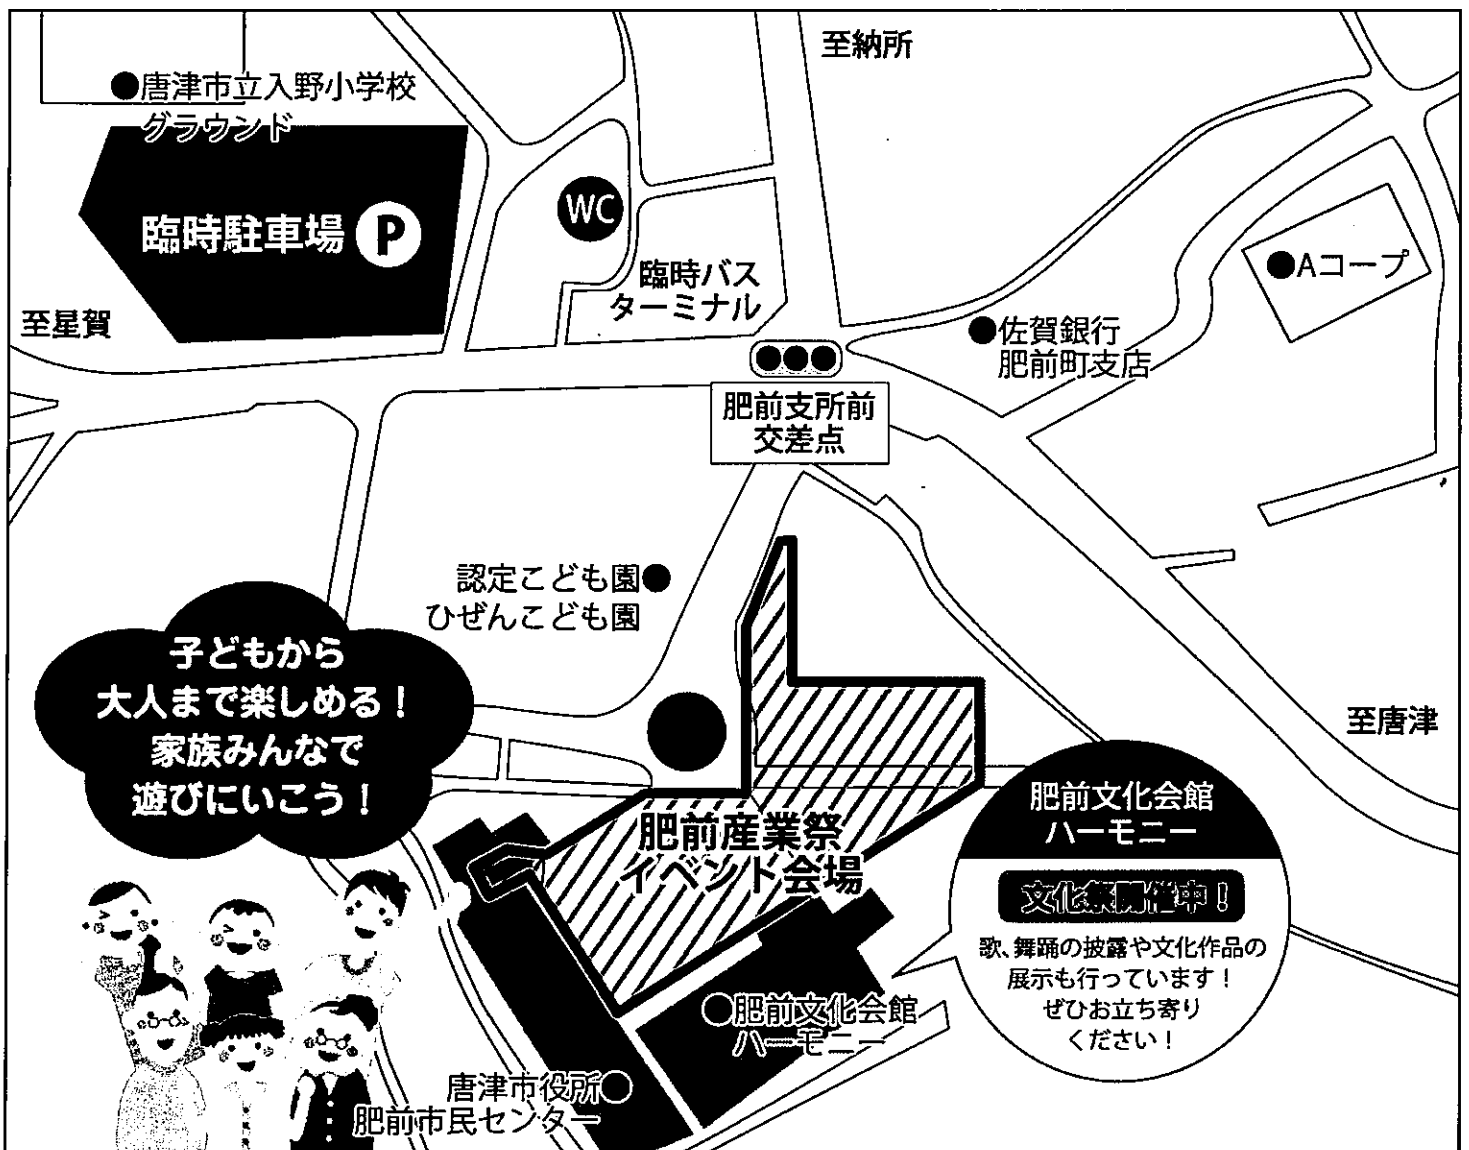 至納所
●唐津市立入野小学校
グラウンド
臨時駐車場 P
WC
臨時バス
ターミナル
●Aコープ
至星賀
●佐賀銀行
肥前町支店
肥前支所前
交差点
認定こども園●
ひぜんこども園
子どもから
大人まで楽しめる！
家族みんなで
遊びにいこう！
至唐津
肥前産業祭
イベント会場
肥前文化会館
ハーモニー
文化祭開催中！
歌、舞踊の披露や文化作品の
展示も行っています！
ぜひお立ち寄り
ください！
●肥前文化会館
ハーモニー
唐津市役所●
肥前市民センター